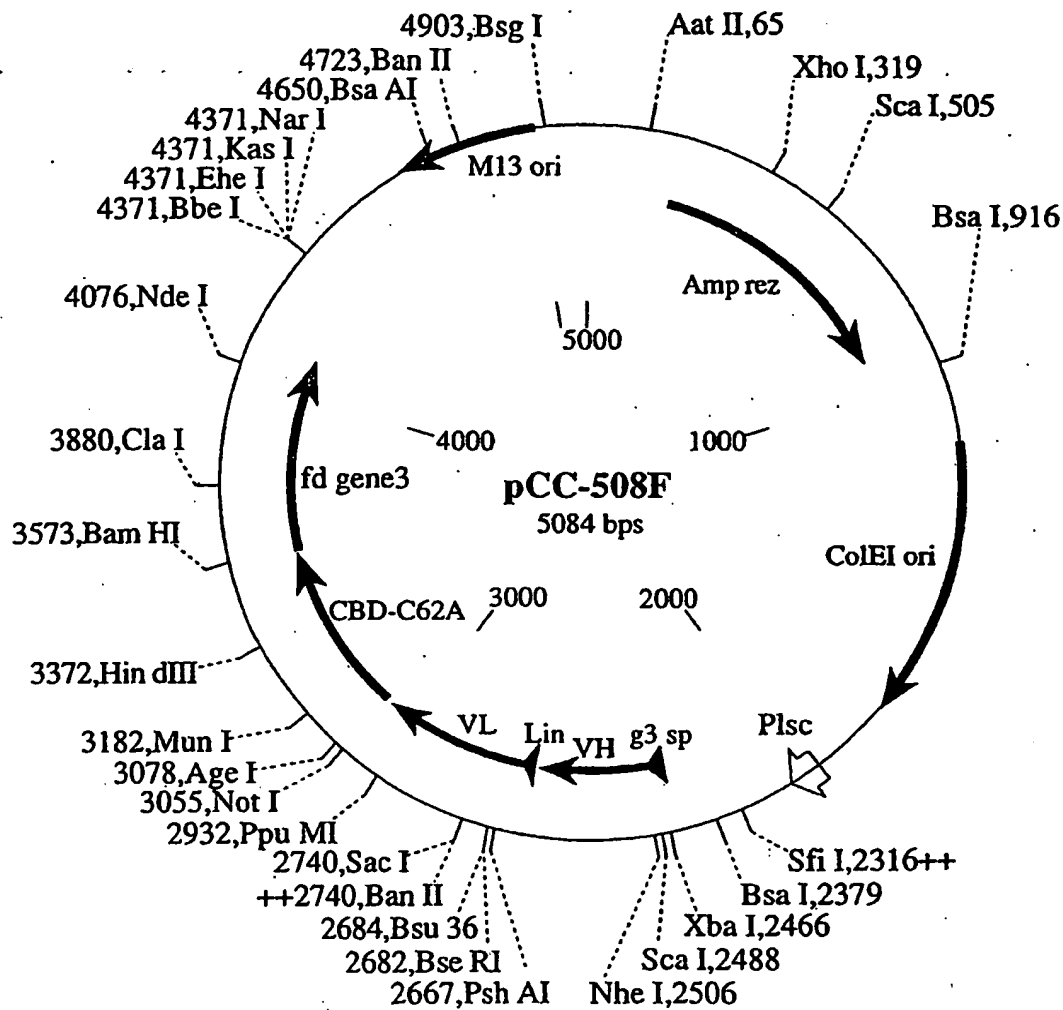 4903,Bsg I
Aat II,65
4723,Ban II
Xho I,319
4650,Bsa AI
Sca I,505
4371,Nar I
4371,Kas I
4371,Ehe I
4371,Bbe I
M13 ori
Bsa I,916
Amp rez
4076,Nde I
5000
4000
1000
3880,Cla I
fd gene3
pCC-508F
5084 bps
3573,Bam HI
ColEI ori
CBD-C62A
3000
2000
3372,Hin dIII
VL
Lin
VH
g3 sp
Plsc
3182,Mun I
3078,Age I
3055,Not I
2932,Ppu MI
2740,Sac I
Sfi I,2316++
++2740,Ban II
Bsa I,2379
2684,Bsu 36
Xba I,2466
2682,Bse RI
Sca I,2488
2667,Psh AI
Nhe I,2506